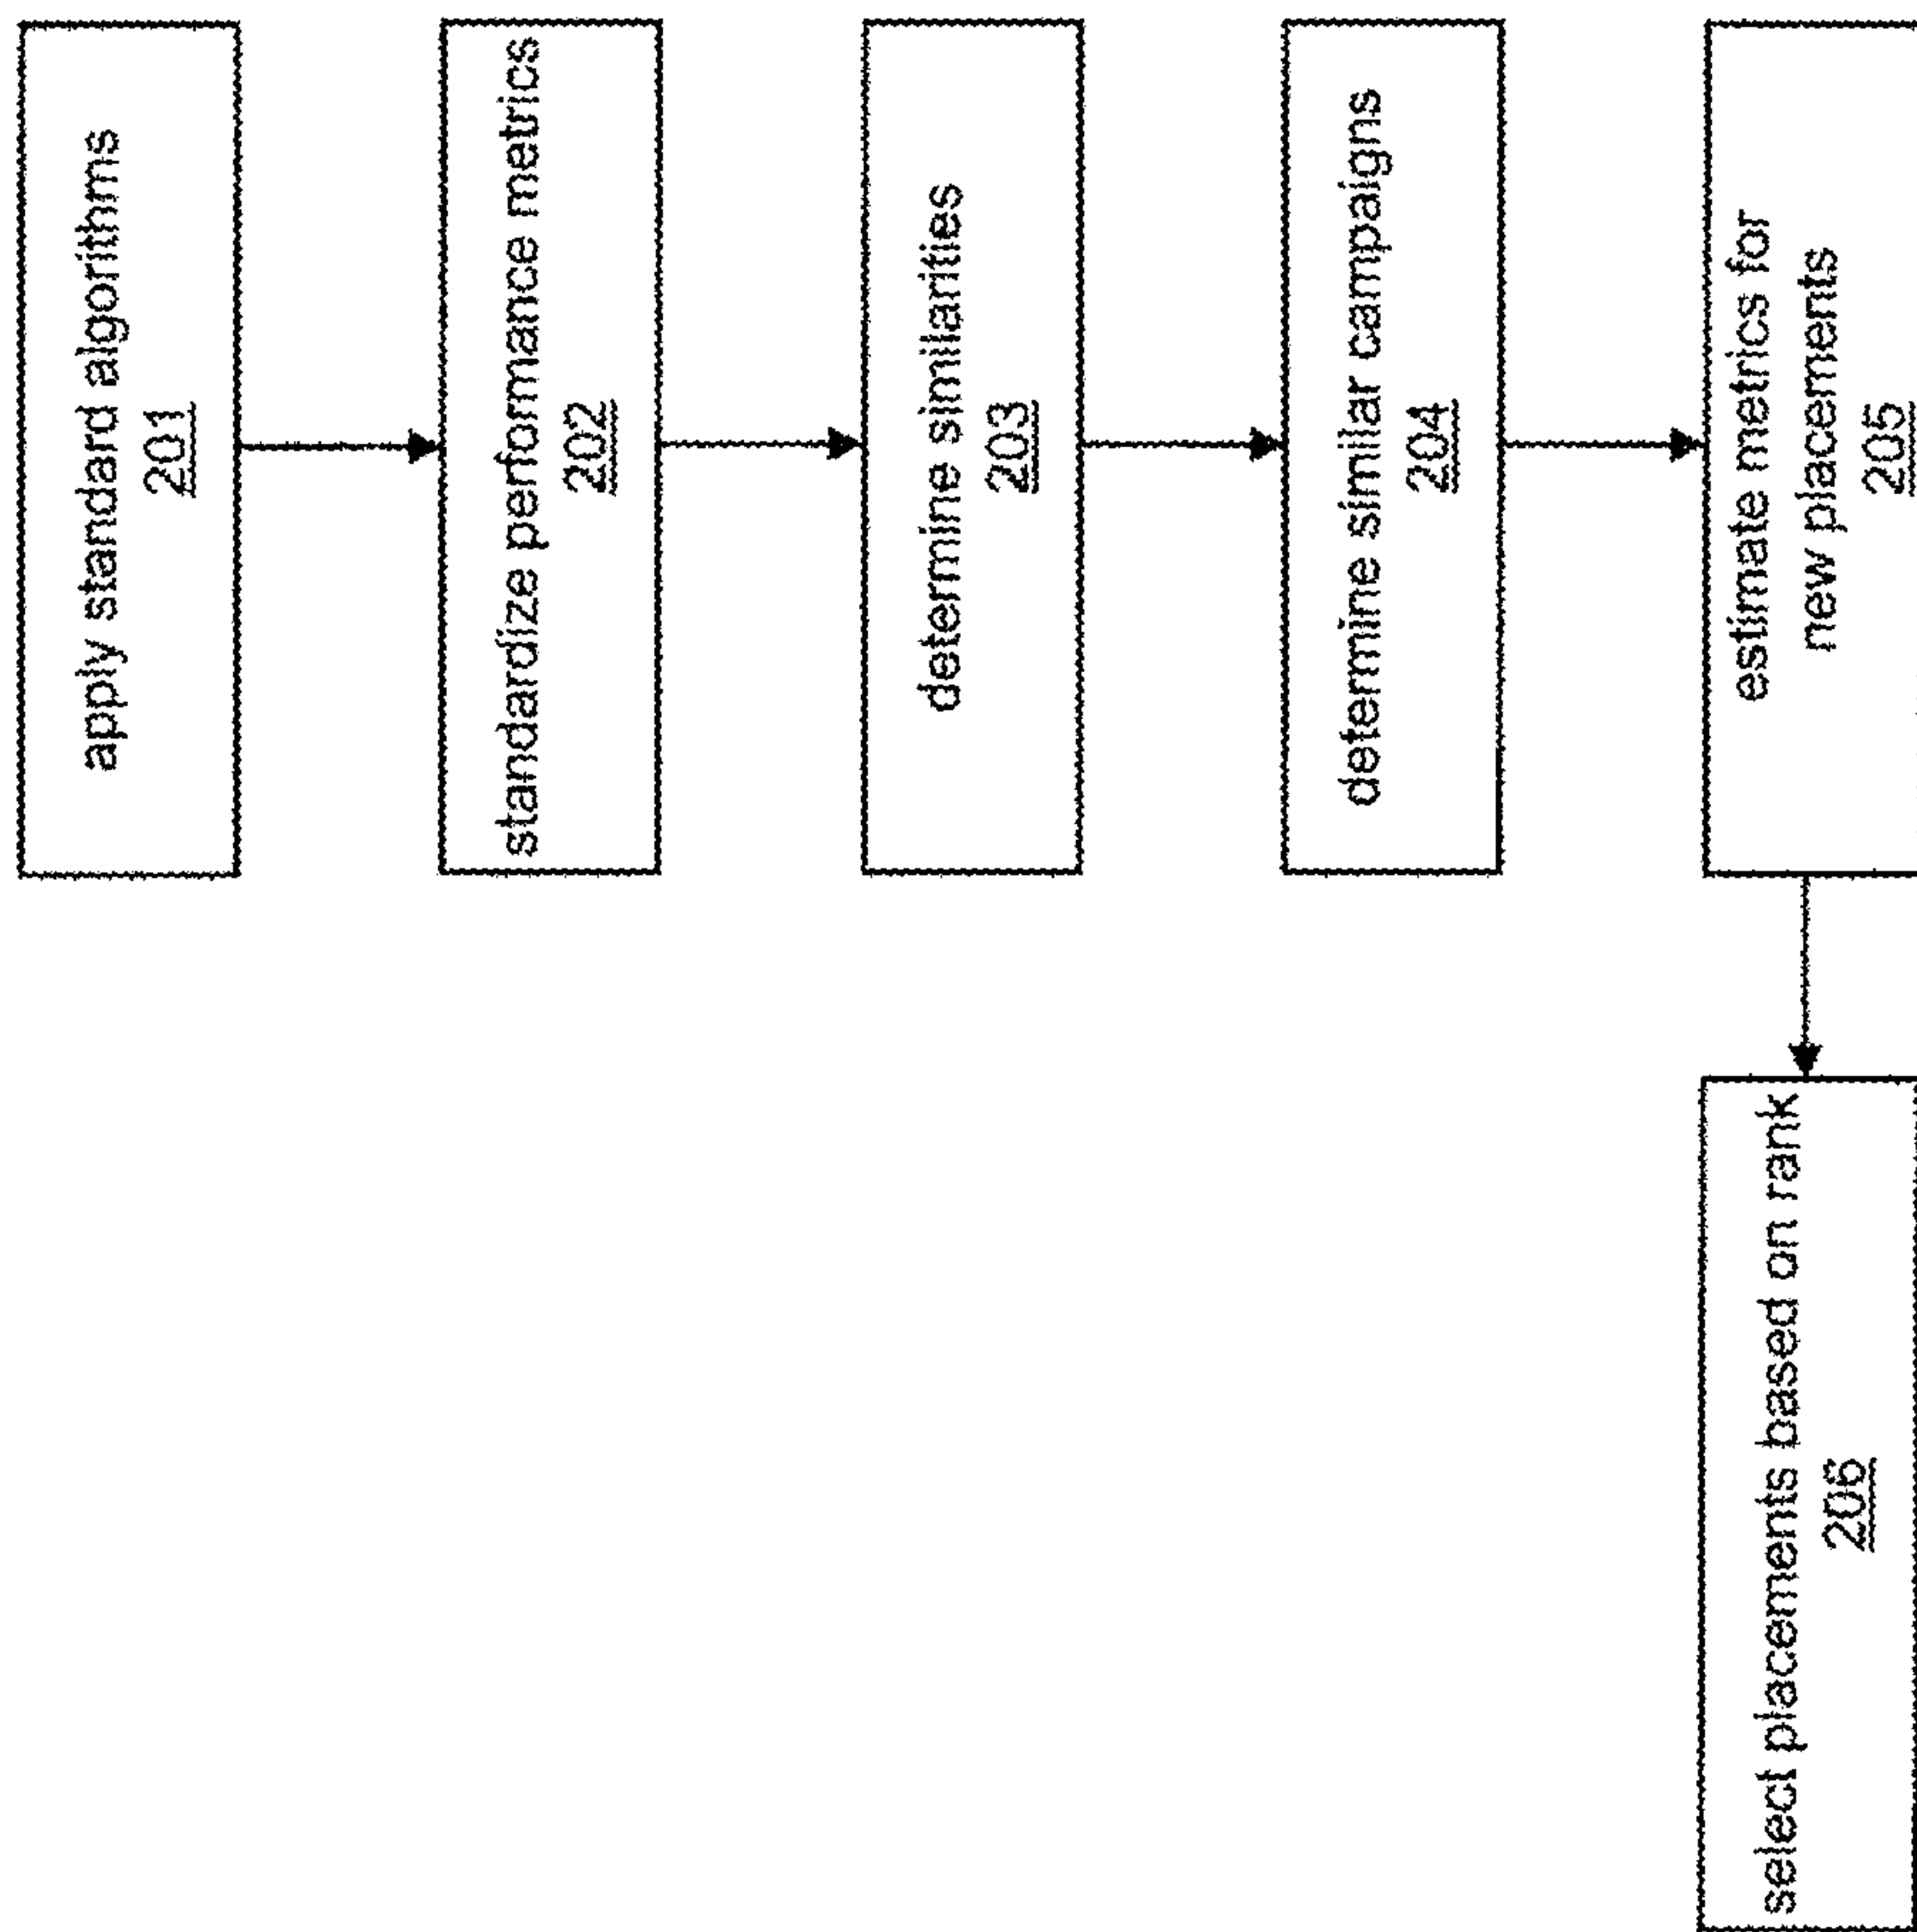 apply standard algorithms
201
standardize performance metrics
202
determine similarities
203
determine similar campaigns
204
estimate metrics for
new placements
205
select placements based on rank
206